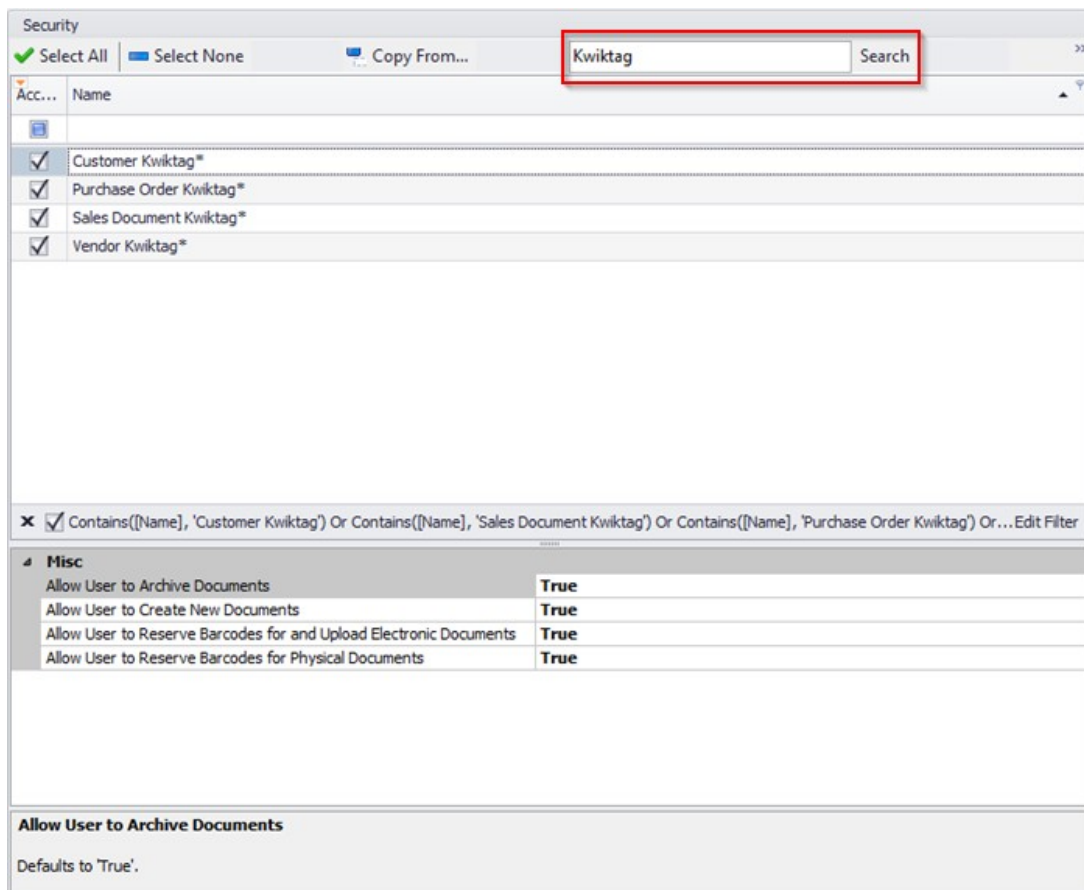 Security
Select All Select None Copy From... Kwiktag Search »
Acc... Name
Customer Kwiktag*
Purchase Order Kwiktag*
Sales Document Kwiktag*
Vendor Kwiktag*
Contains([Name], 'Customer Kwiktag') Or Contains([Name], 'Sales Document Kwiktag') Or Contains([Name], 'Purchase Order Kwiktag') Or... Edit Filter
Misc
Allow User to Archive Documents True
Allow User to Create New Documents True
Allow User to Reserve Barcodes for and Upload Electronic Documents True
Allow User to Reserve Barcodes for Physical Documents True
Allow User to Archive Documents
Defaults to 'True'.